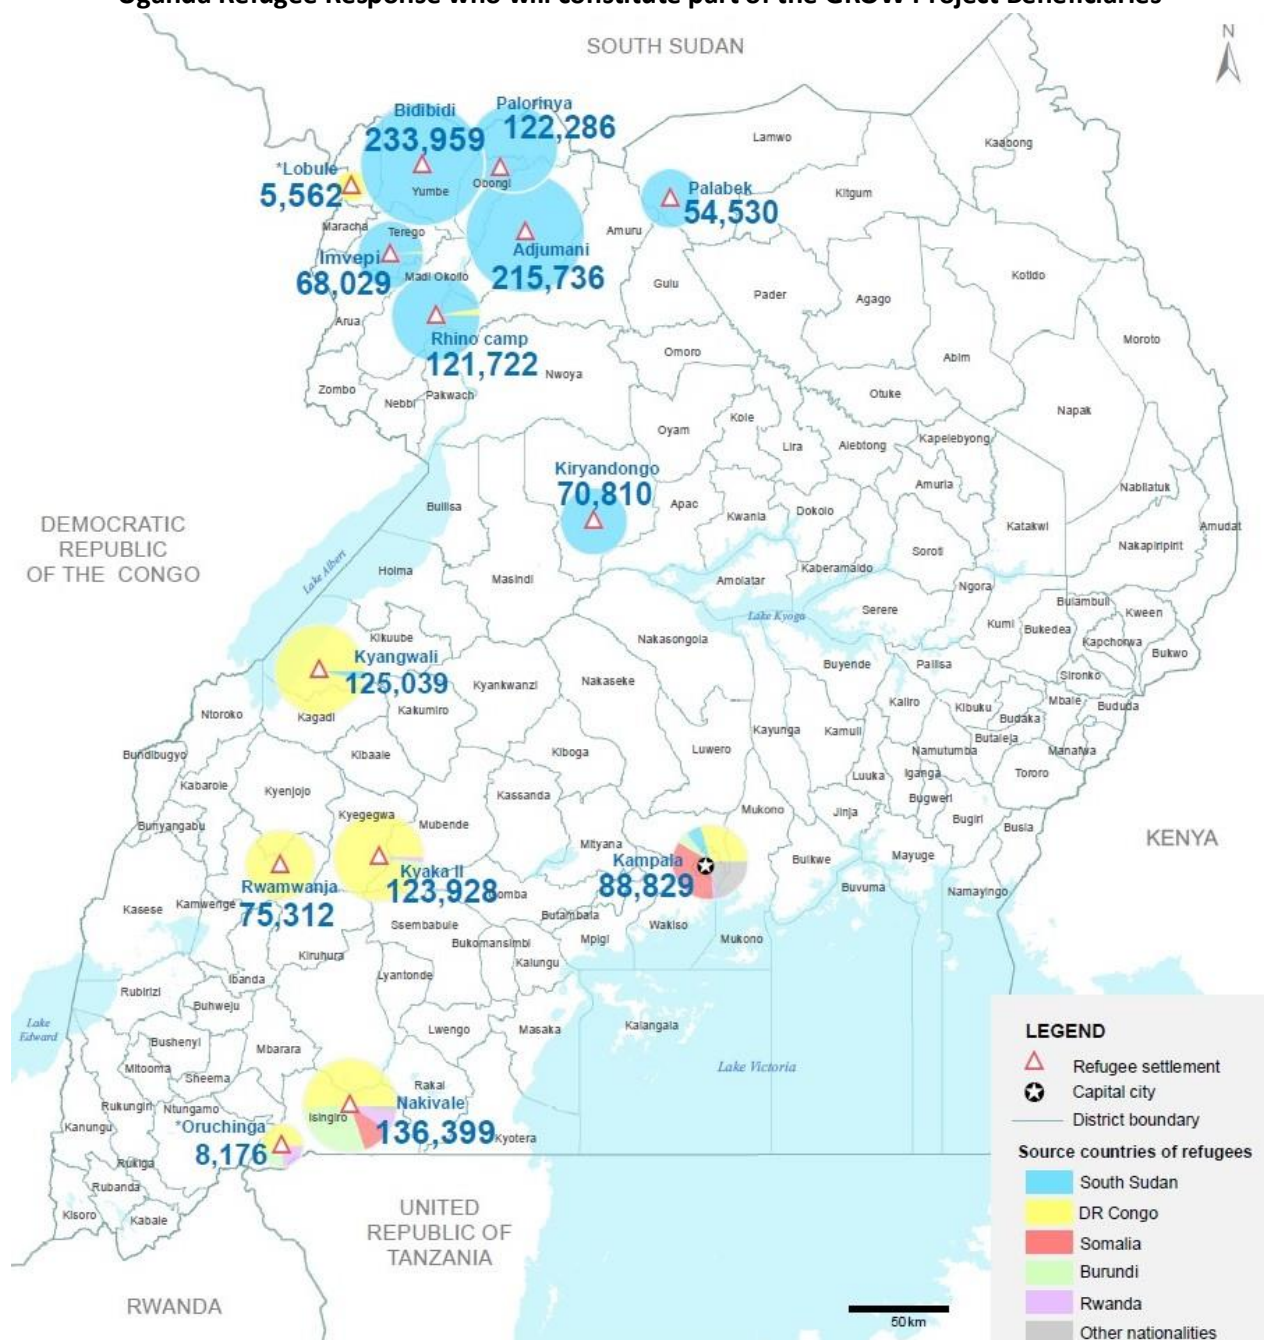 Uganda Refugee Response who will constitute part of the GROW Project Beneficiaries
SOUTH SUDAN
N
Bidibidi
233,959
Palorinya
122,286
Lamwo
Kaabong
*Lobule
5,562
Yumbe
Obongi
Palabek
54,530
Kitgum
Maracha
Terego
Imvepi
68,029
Madi Okollo
Adjumani
215,736
Amuru
Gulu
Pader
Agago
Kotido
Arua
Rhino camp
121,722
Moroto
Omoro
Abim
Zombo
Nebbi
Pakwach
Nwoya
Otuke
Napak
Oyam
Kole
Lira
Alebtong
Kapelebyong
Kiryandongo
70,810
Buliisa
Apac
Kwania
Dokolo
Amuria
Nabilatuk
Katakwi
Amudat
DEMOCRATIC
REPUBLIC
OF THE CONGO
Nakapiripirit
Lake Albert
Hoima
Masindi
Amolatar
Kaberamaido
Soroti
Ngora
Lake Kyoga
Serere
Kumi
Bukedea
Bulambuli
Kween
Kapchorwa
Bukwo
Kikuube
Kyangwali
125,039
Nakasongola
Buyende
Pallisa
Sironko
Kyankwanzi
Nakaseke
Ntoroko
Kagadi
Kakumiro
Kaliro
Kibuku
Mbale
Bududa
Budaka
Bundibugyo
Kibaale
Kiboga
Luwero
Kayunga
Kamuli
Namutumba
Butaleja
Manafwa
Kabarole
Kyenjojo
Kassanda
Luuka
Iganga
Tororo
Bugweri
Bunyangabu
Kyegegwa
Mubende
Mukono
Jinja
Bugiri
Busia
KENYA
Mityana
Kampala
88,829
Buikwe
Mayuge
Rwamwanja
75,312
Kyaka II
123,928
Buvuma
Namayingo
Kasese
Kamwenge
Ssembabule
Butambala
Wakiso
Mpigi
Mukono
Bukomansimbi
Kalungu
Kiruhura
Lyantonde
Ibanda
Rubirizi
Buhweju
Lake
Edward
Lwengo
Masaka
Kalangala
Bushenyi
Mbarara
Mitooma
Sheema
Lake Victoria
Rakai
Nakivale
136,399
Isingiro
Rukungiri
Ntungamo
*Oruchinga
8,176
Kanungu
Kyotera
Rukiga
Rubanda
Kisoro
Kabale
UNITED
REPUBLIC OF
TANZANIA
RWANDA
50 km
LEGEND
Refugee settlement
Capital city
District boundary
Source countries of refugees
South Sudan
DR Congo
Somalia
Burundi
Rwanda
Other nationalities